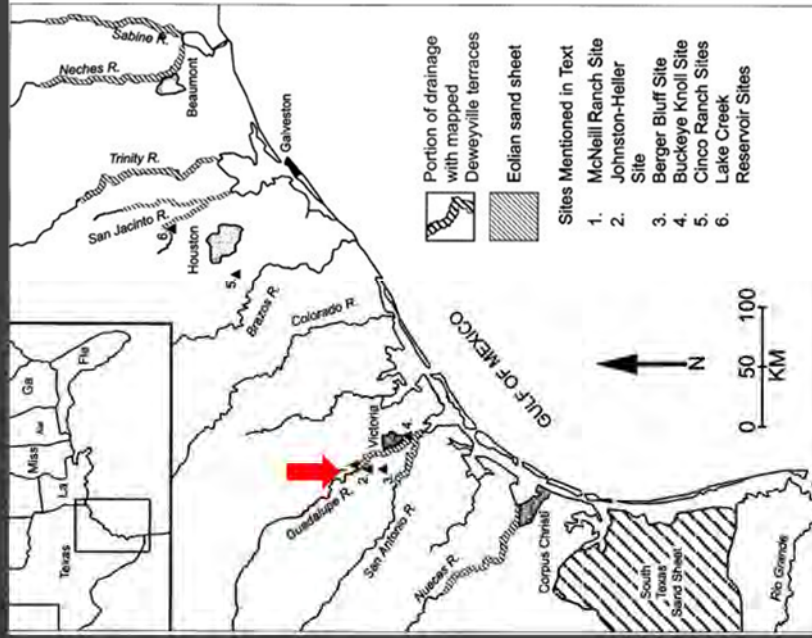 Texas
La
Miss
Ga
Fla
Sabine R.
Neches R.
Beaumont
Trinity R.
Galveston
San Jacinto R.
6.
Houston
5.
Brazos R.
Colorado R.
Victoria
4.
2.
3.
Guadalupe R.
San Antonio R.
Nueces R.
Corpus Christi
South
Texas
Sand Sheet
Rio Grande
GULF OF MEXICO
N
0 50 100
KM
Portion of drainage
with mapped
Deweyville terraces
Eolian sand sheet
Sites Mentioned in Text
1. McNeill Ranch Site
2. Johnston-Heller
Site
3. Berger Bluff Site
4. Buckeye Knoll Site
5. Cinco Ranch Sites
6. Lake Creek
Reservoir Sites